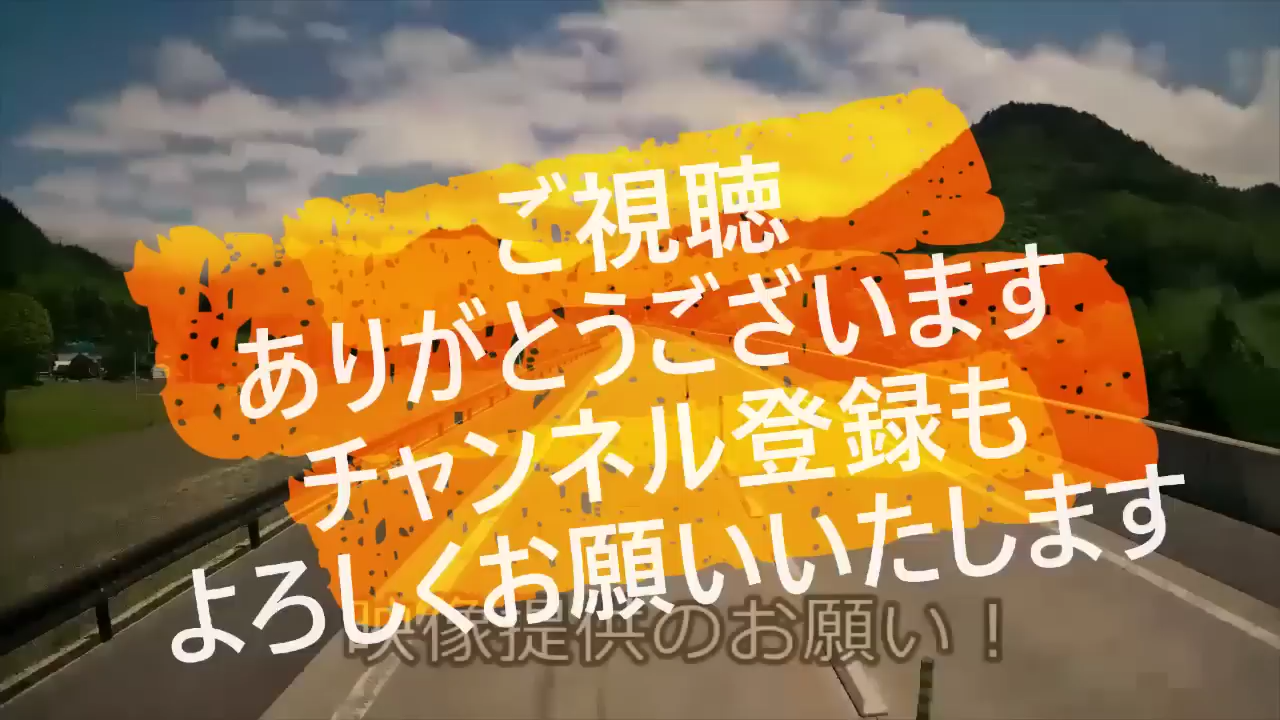 ご視聴
ありがとうございます
チャンネル登録も
よろしくお願いいたします
映像提供のお願い！